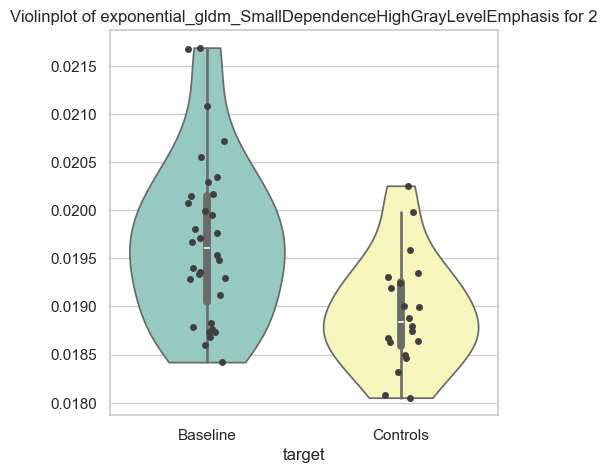 Violinplot of exponential_gldm_SmallDependenceHighGrayLevelEmphasis for 2
0.0215
0.0210
0.0205
0.0200
0.0195
0.0190
0.0185
0.0180
Baseline
Controls
target